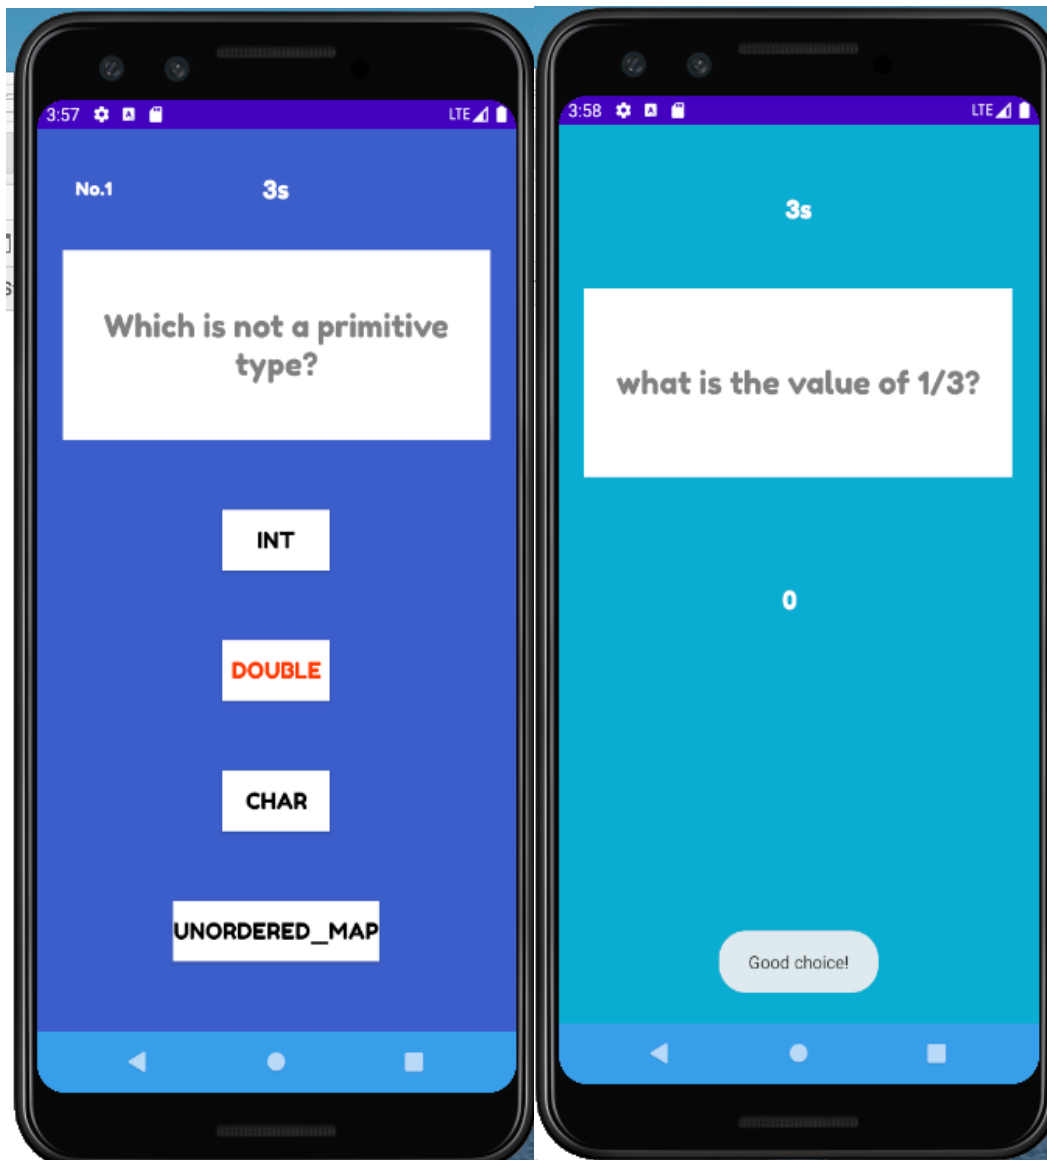 3:57
LTE
No.1
3s
Which is not a primitive
type?
INT
DOUBLE
CHAR
UNORDERED_MAP
3:58
LTE
3s
what is the value of 1/3?
0
Good choice!